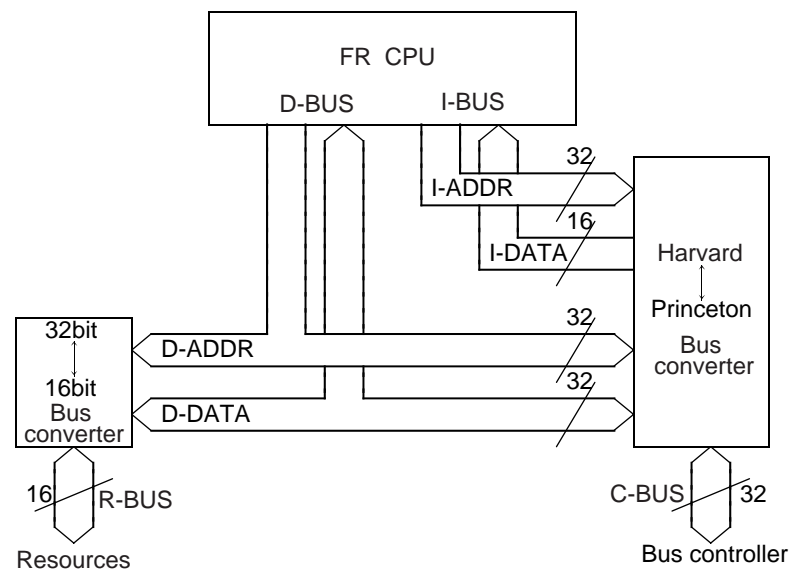 FR CPU
D-BUS
I-BUS
32
I-ADDR
16
I-DATA
Harvard
Princeton
Bus
converter
32bit
16bit
Bus
converter
32
D-ADDR
32
D-DATA
16
R-BUS
C-BUS
32
Resources
Bus controller